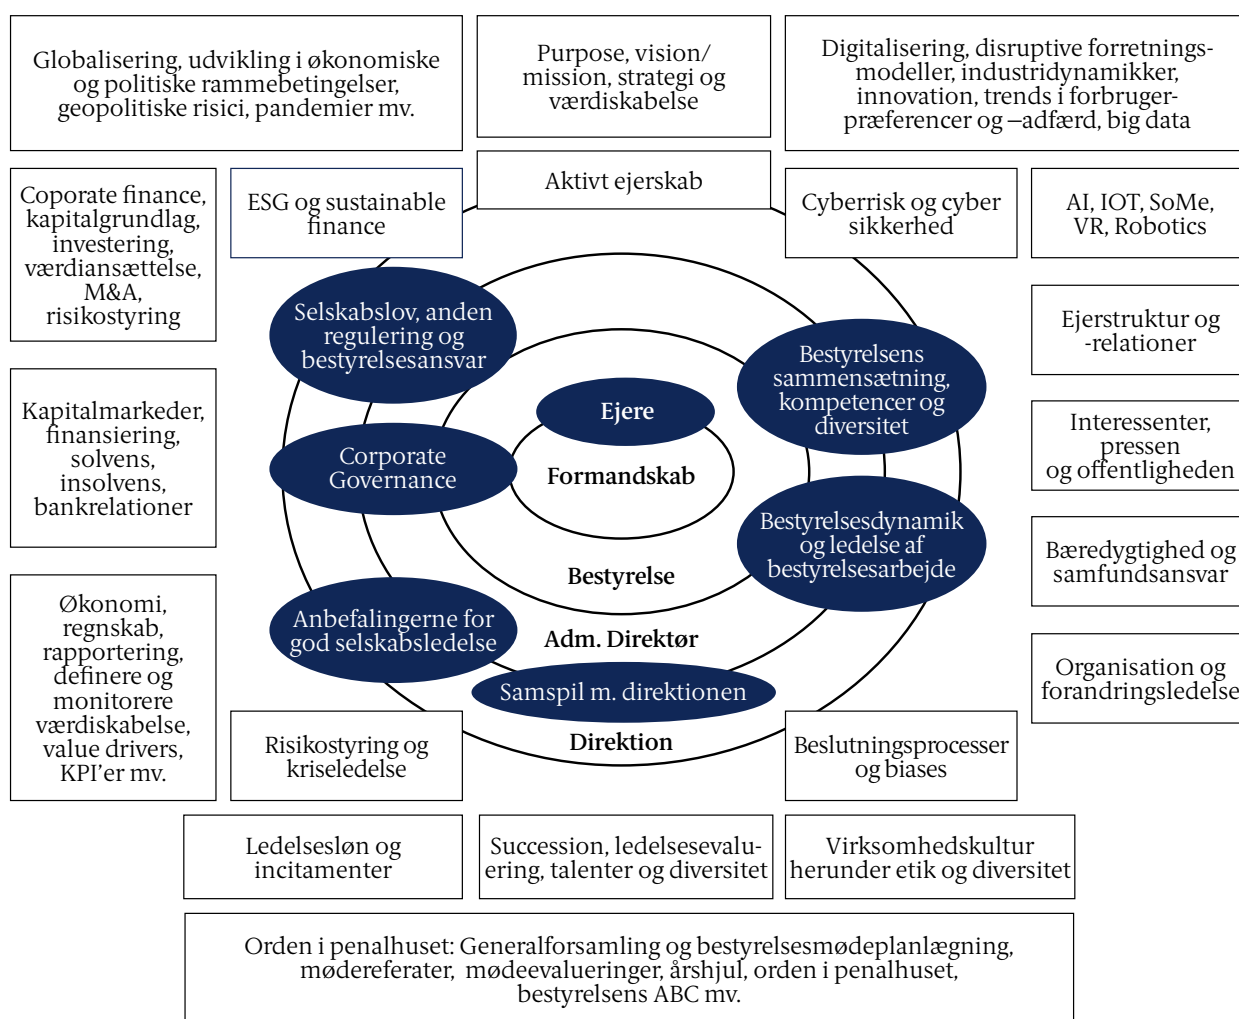 Globalisering, udvikling i økonomiske
og politiske rammebetingelser,
geopolitiske risici, pandemier mv.
Purpose, vision/
mission, strategi og
værdiskabelse
Digitalisering, disruptive forretnings-
modeller, industridynamikker,
innovation, trends i forbruger-
præferencer og –adfærd, big data
Coporate finance,
kapitalgrundlag,
investering,
værdiansættelse,
M&A,
risikostyring
ESG og sustainable
finance
Aktivt ejerskab
Cyberrisk og cyber
sikkerhed
AI, IOT, SoMe,
VR, Robotics
Selskabslov, anden
regulering og
bestyrelsesansvar
Ejerstruktur og
-relationer
Bestyrelsens
sammensætning,
kompetencer og
diversitet
Kapitalmarkeder,
finansiering,
solvens,
insolvens,
bankrelationer
Corporate
Governance
Ejere
Formandskab
Interessenter,
pressen
og offentligheden
Bestyrelsesdynamik
og ledelse af
bestyrelsesarbejde
Bestyrelse
Bæredygtighed og
samfundsansvar
Økonomi,
regnskab,
rapportering,
definere og
monitorere
værdiskabelse,
value drivers,
KPI’er mv.
Anbefalingerne for
god selskabsledelse
Adm. Direktør
Samspil m. direktionen
Organisation og
forandringsledelse
Risikostyring og
kriseledelse
Direktion
Beslutningsprocesser
og biases
Ledelsesløn og
incitamenter
Succession, ledelsesevalu-
ering, talenter og diversitet
Virksomhedskultur
herunder etik og diversitet
Orden i penalhuset: Generalforsamling og bestyrelsesmødeplanlægning,
mødereferater, mødeevalueringer, årshjul, orden i penalhuset,
bestyrelsens ABC mv.